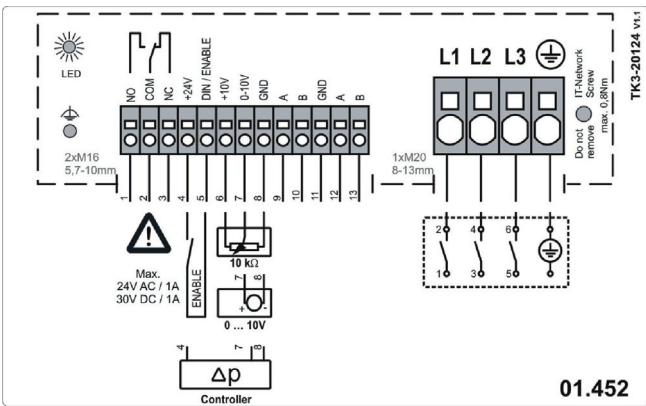 LED
NO
COM
NC
+24V
DIN / ENABLE
+10V
0-10V
GND
A
B
GND
A
B
2xM16
5,7-10mm
1
2
3
4
5
6
7
8
9
10
11
12
13
Max.
24V AC / 1A
30V DC / 1A
ENABLE
10 kΩ
7
8
+
-
0 ... 10V
4
7
8
Δp
Controller
L1 L2 L3
1xM20
8-13mm
Do not
remove
IT-Network
Screw
max. 0,8Nm
TK3-20124 V1.1
2 4 6
1 3 5
01.452